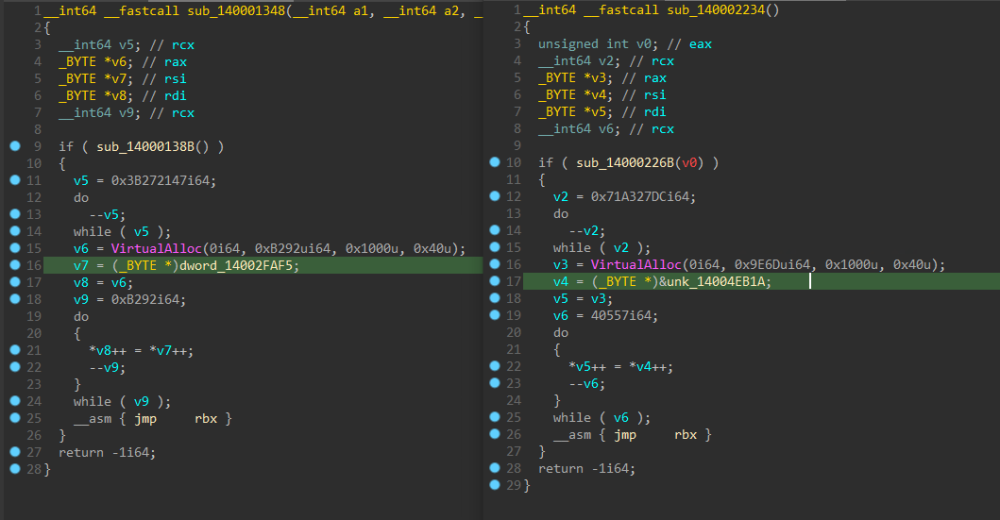 1 __int64 __fastcall sub_140001348(__int64 a1, __int64 a2, _
2 {
3 __int64 v5; // rcx
4 _BYTE *v6; // rax
5 _BYTE *v7; // rsi
6 _BYTE *v8; // rdi
7 __int64 v9; // rcx
8
9 if ( sub_14000138B() )
10 {
11 v5 = 0x3B272147i64;
12 do
13 --v5;
14 while ( v5 );
15 v6 = VirtualAlloc(0i64, 0xB292ui64, 0x1000u, 0x40u);
16 v7 = (_BYTE *)dword_14002FAF5;
17 v8 = v6;
18 v9 = 0xB292i64;
19 do
20 {
21 *v8++ = *v7++;
22 --v9;
23 }
24 while ( v9 );
25 __asm { jmp rbx }
26 }
27 return -1i64;
28 }
1 __int64 __fastcall sub_140002234()
2 {
3 unsigned int v0; // eax
4 __int64 v2; // rcx
5 _BYTE *v3; // rax
6 _BYTE *v4; // rsi
7 _BYTE *v5; // rdi
8 __int64 v6; // rcx
9
10 if ( sub_14000226B(v0) )
11 {
12 v2 = 0x71A327DCi64;
13 do
14 --v2;
15 while ( v2 );
16 v3 = VirtualAlloc(0i64, 0x9E6Dui64, 0x1000u, 0x40u);
17 v4 = (_BYTE *)&unk_14004EB1A;
18 v5 = v3;
19 v6 = 40557i64;
20 do
21 {
22 *v5++ = *v4++;
23 --v6;
24 }
25 while ( v6 );
26 __asm { jmp rbx }
27 }
28 return -1i64;
29 }